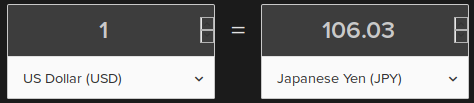 1 = 106.03
US Dollar (USD) Japanese Yen (JPY)